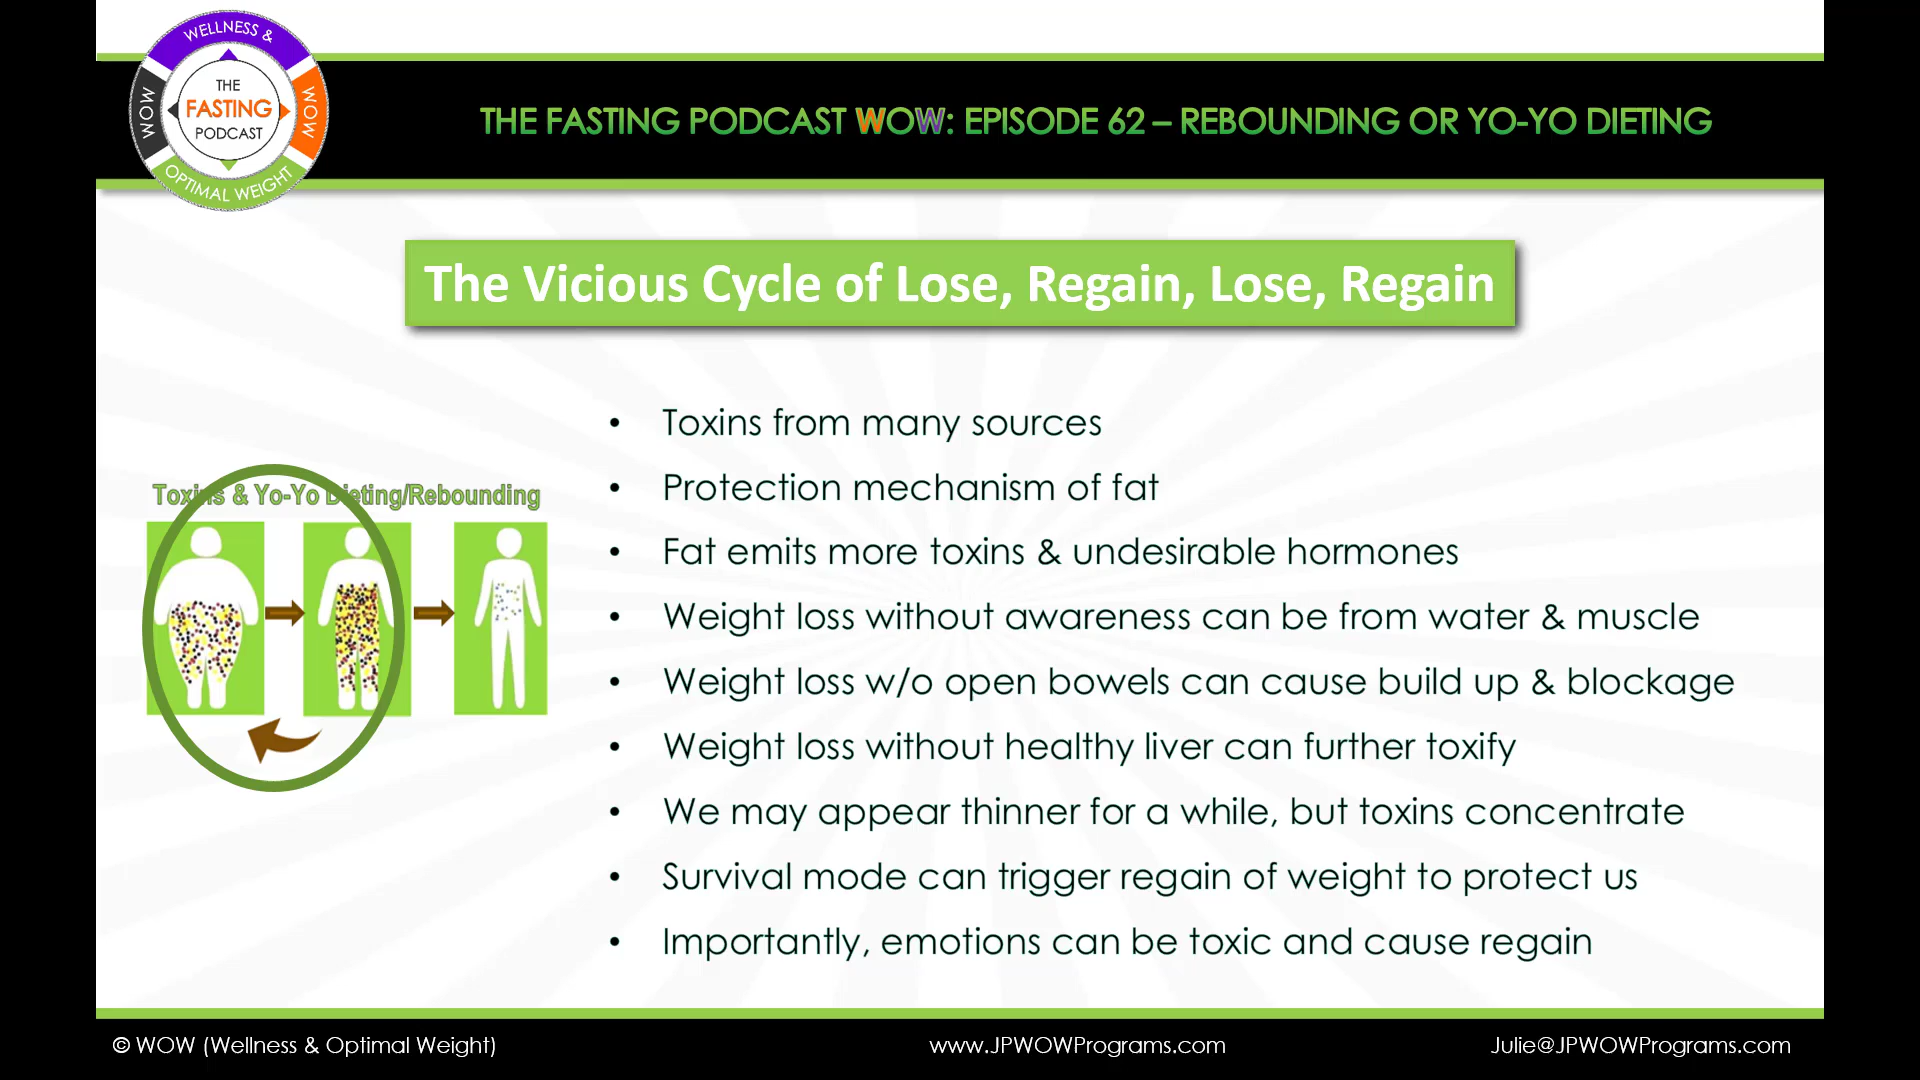 WELLNESS &
WOW
THE
FASTING
PODCAST
WOW
OPTIMAL WEIGHT
THE FASTING PODCAST WOW: EPISODE 62 – REBOUNDING OR YO-YO DIETING
The Vicious Cycle of Lose, Regain, Lose, Regain
Toxins & Yo-Yo Dieting/Rebounding
• Toxins from many sources
• Protection mechanism of fat
• Fat emits more toxins & undesirable hormones
• Weight loss without awareness can be from water & muscle
• Weight loss w/o open bowels can cause build up & blockage
• Weight loss without healthy liver can further toxify
• We may appear thinner for a while, but toxins concentrate
• Survival mode can trigger regain of weight to protect us
• Importantly, emotions can be toxic and cause regain
© WOW (Wellness & Optimal Weight)
www.JPWOWPrograms.com
Julie@JPWOWPrograms.com